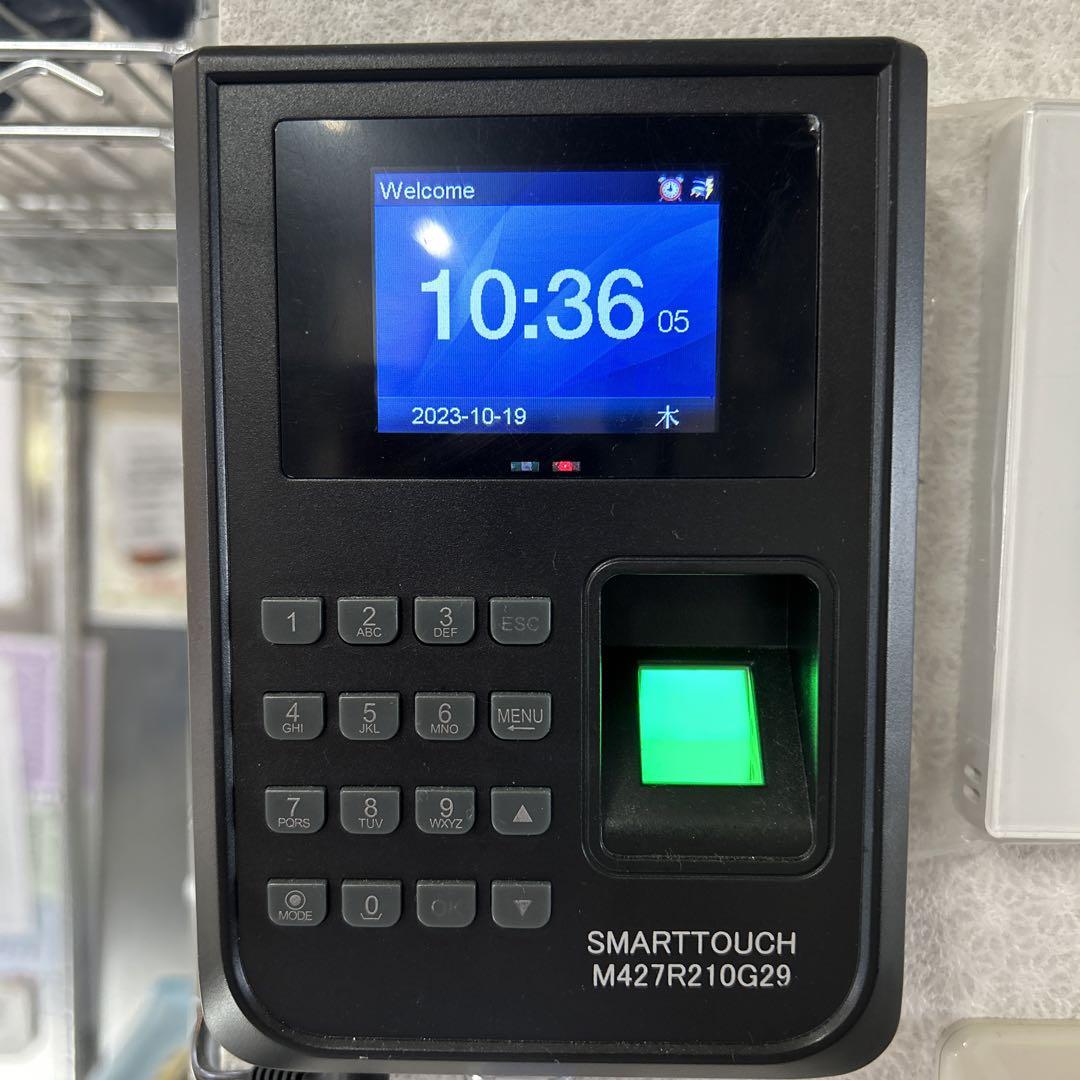 Welcome
10:36 05
2023-10-19 木
1 2 ABC 3 DEF ESC
4 GHI 5 JKL 6 MNO MENU
7 PQRS 8 TUV 9 WXYZ
MODE 0 OK
SMARTTOUCH
M427R210G29